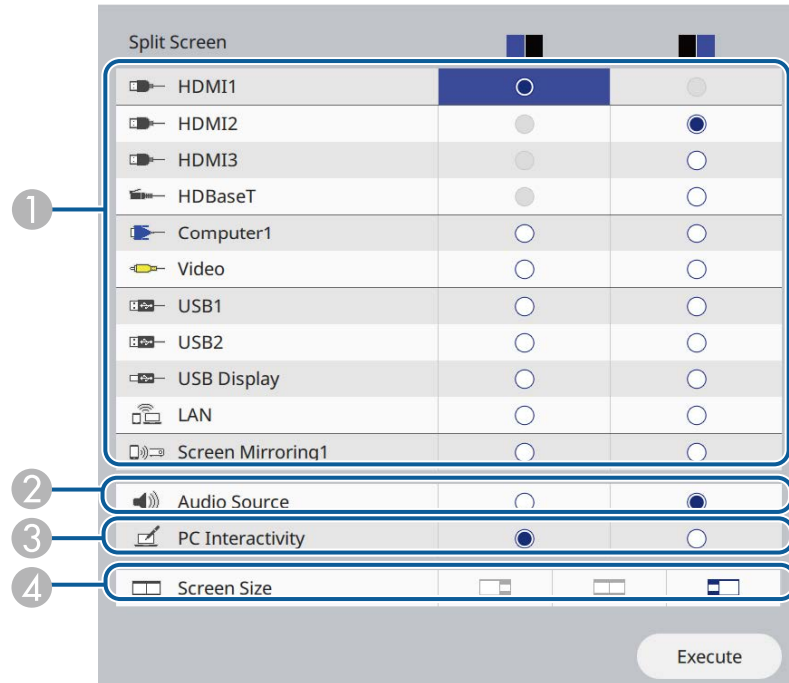 Split Screen
HDMI1
1
HDMI2
HDMI3
HDBaseT
Computer1
Video
USB1
USB2
USB Display
LAN
Screen Mirroring1
2
Audio Source
3
PC Interactivity
4
Screen Size
Execute